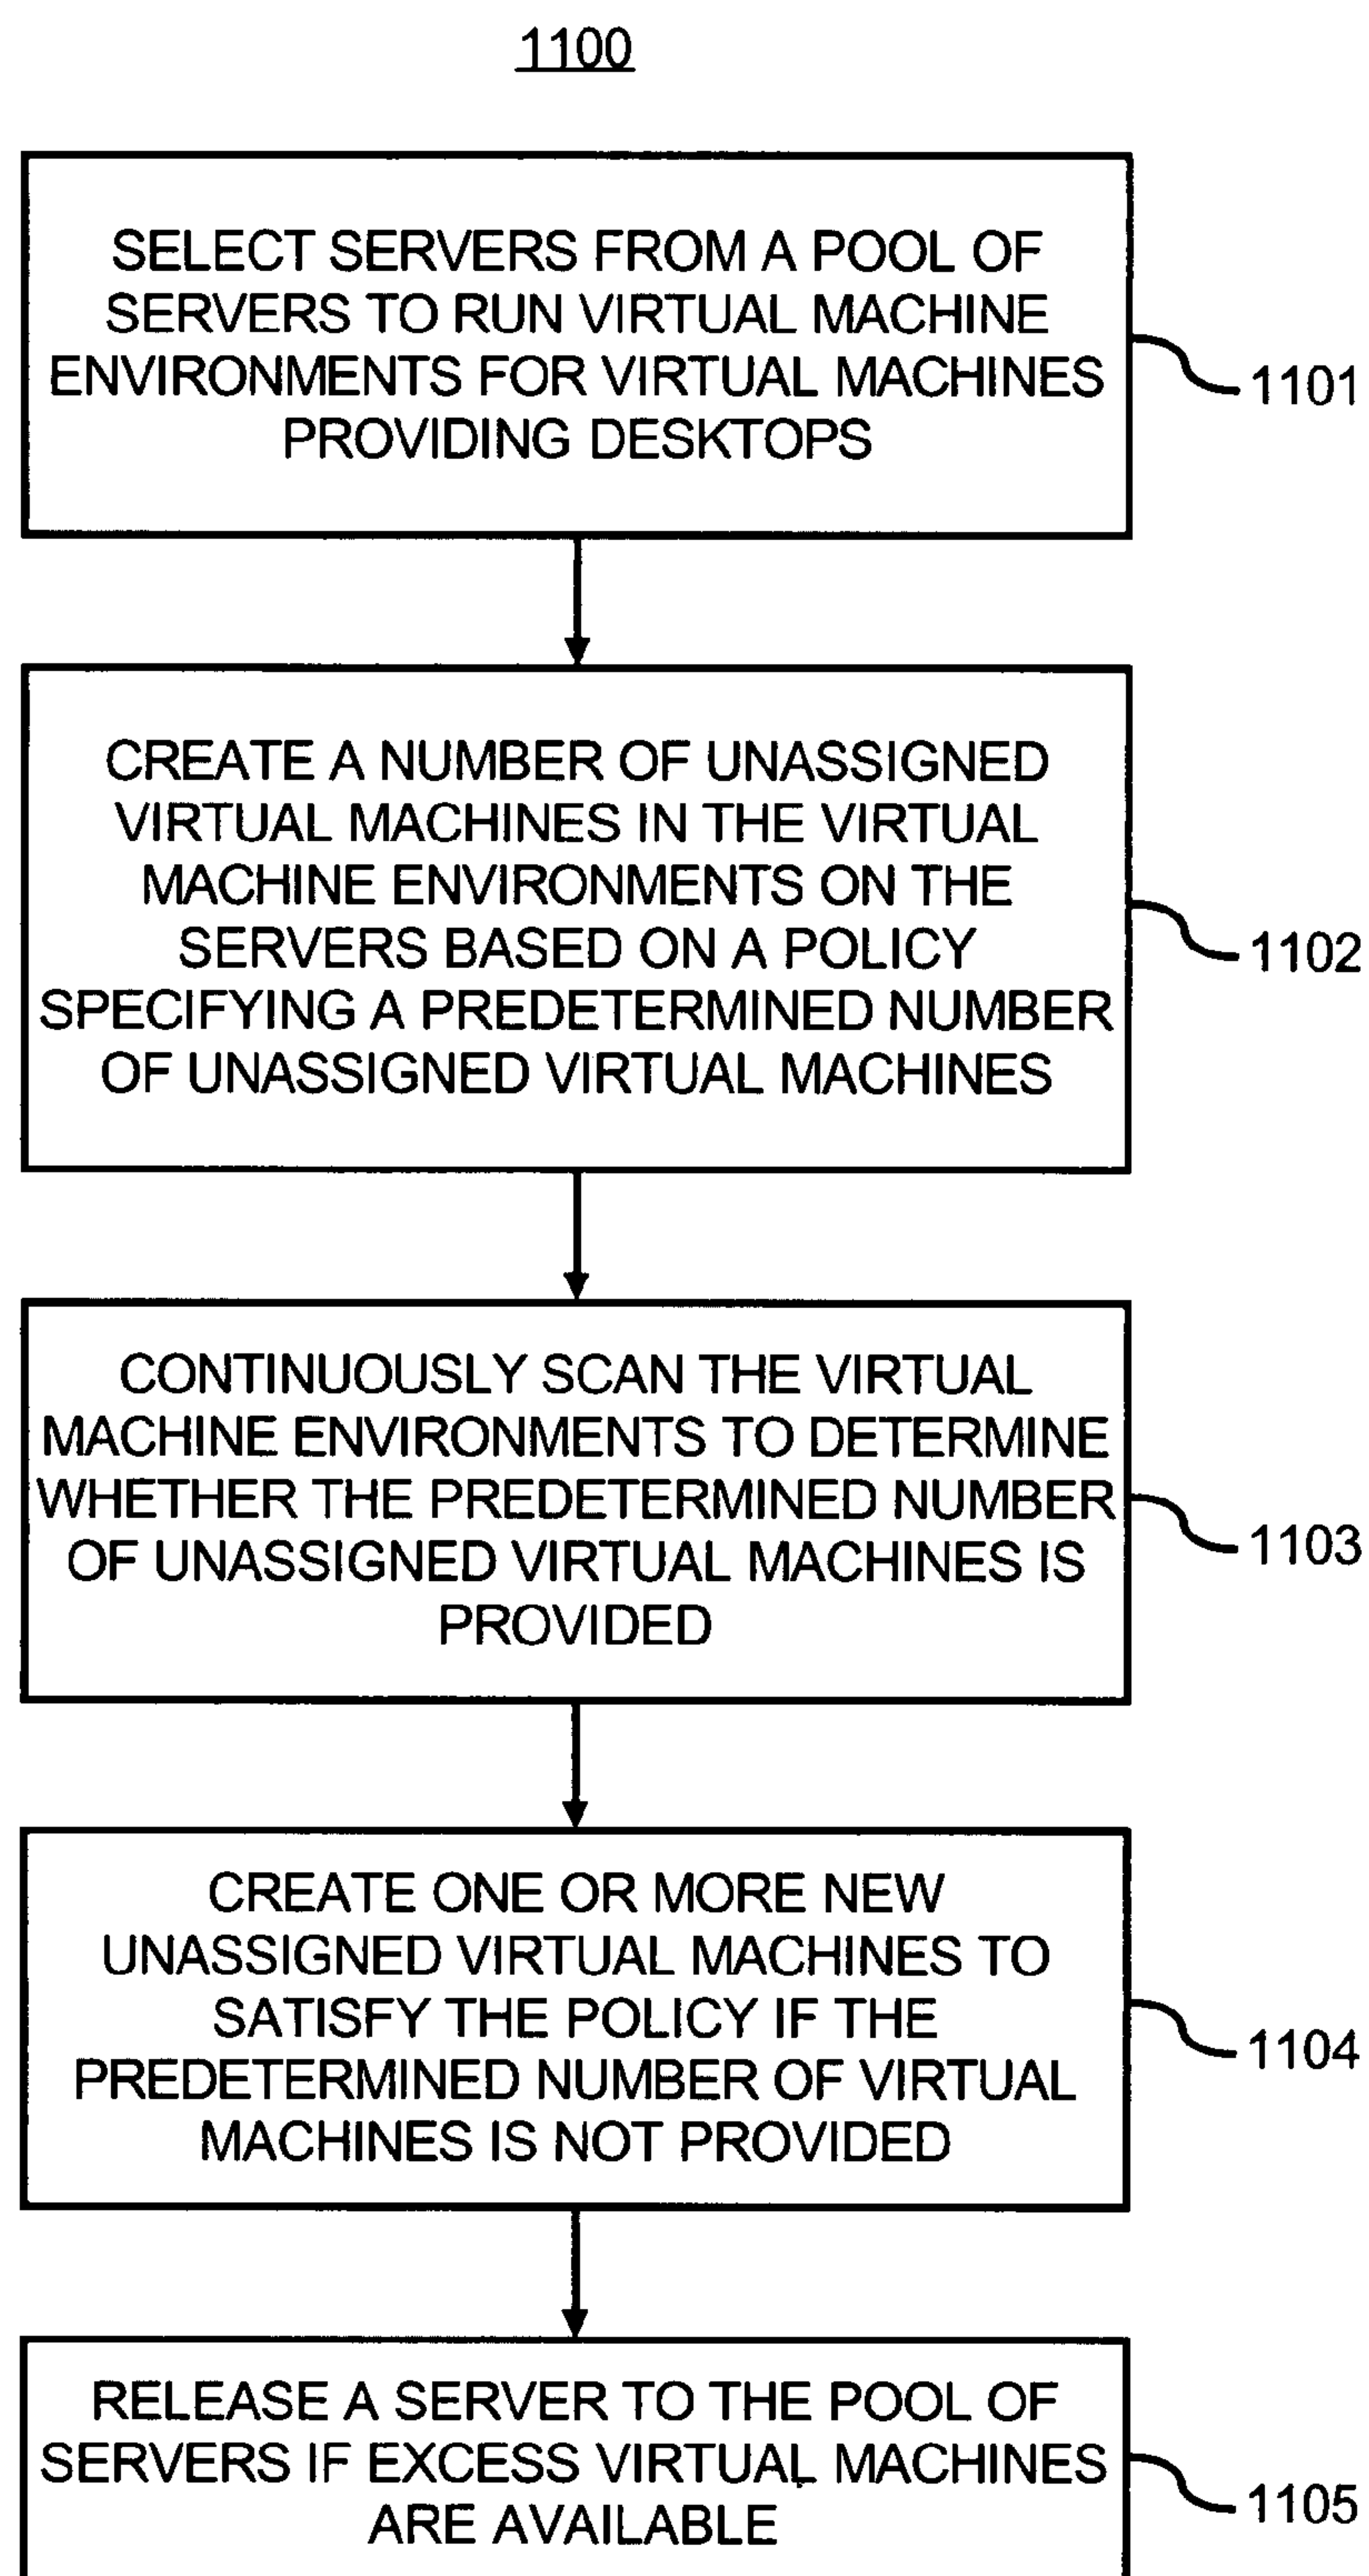 1100
SELECT SERVERS FROM A POOL OF
SERVERS TO RUN VIRTUAL MACHINE
ENVIRONMENTS FOR VIRTUAL MACHINES
PROVIDING DESKTOPS
1101
CREATE A NUMBER OF UNASSIGNED
VIRTUAL MACHINES IN THE VIRTUAL
MACHINE ENVIRONMENTS ON THE
SERVERS BASED ON A POLICY
SPECIFYING A PREDETERMINED NUMBER
OF UNASSIGNED VIRTUAL MACHINES
1102
CONTINUOUSLY SCAN THE VIRTUAL
MACHINE ENVIRONMENTS TO DETERMINE
WHETHER THE PREDETERMINED NUMBER
OF UNASSIGNED VIRTUAL MACHINES IS
PROVIDED
1103
CREATE ONE OR MORE NEW
UNASSIGNED VIRTUAL MACHINES TO
SATISFY THE POLICY IF THE
PREDETERMINED NUMBER OF VIRTUAL
MACHINES IS NOT PROVIDED
1104
RELEASE A SERVER TO THE POOL OF
SERVERS IF EXCESS VIRTUAL MACHINES
ARE AVAILABLE
1105